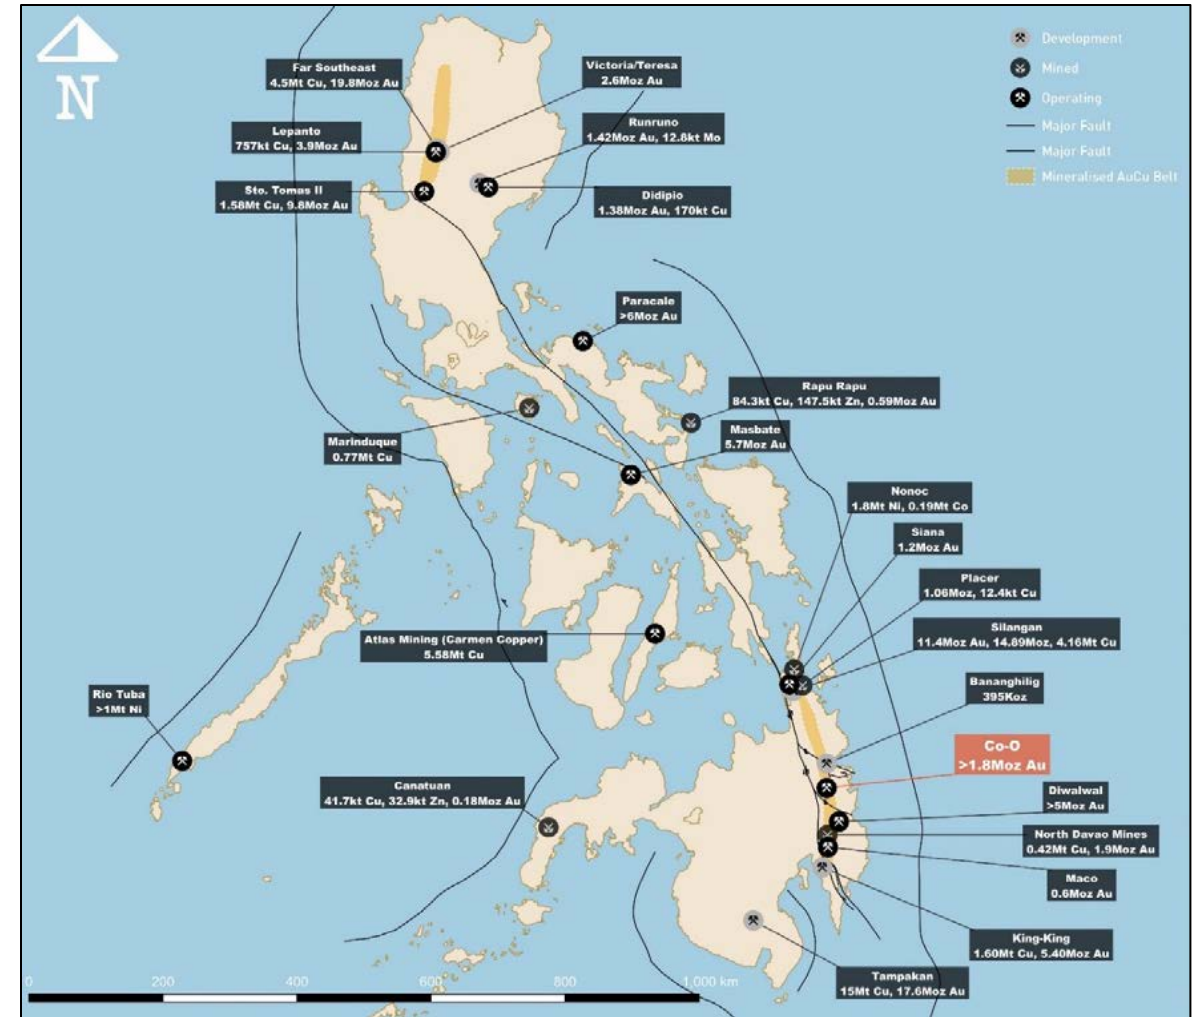 N
Development
Mined
Operating
Major Fault
Major Fault
Mineralised AuCu Belt
Far Southeast
4.5Mt Cu, 19.8Moz Au
Victoria/Teresa
2.6Moz Au
Lepanto
757kt Cu, 3.9Moz Au
Runruno
1.42Moz Au, 12.8kt Mo
Sto. Tomas II
1.58Mt Cu, 9.8Moz Au
Didipio
1.38Moz Au, 170kt Cu
Paracale
>6Moz Au
Rapu Rapu
84.3kt Cu, 147.5kt Zn, 0.59Moz Au
Marinduque
0.77Mt Cu
Masbate
5.7Moz Au
Nonoc
1.8Mt Ni, 0.19Mt Co
Siana
1.2Moz Au
Placer
1.06Moz, 12.4kt Cu
Silangan
11.4Moz Au, 14.89Moz, 4.16Mt Cu
Atlas Mining (Carmen Copper)
5.58Mt Cu
Bananghilig
395Koz
Rio Tuba
>1Mt Ni
Co-O
>1.8Moz Au
Canatuan
41.7kt Cu, 32.9kt Zn, 0.18Moz Au
Diwalwal
>5Moz Au
North Davao Mines
0.42Mt Cu, 1.9Moz Au
Maco
0.6Moz Au
King-King
1.60Mt Cu, 5.40Moz Au
Tampakan
15Mt Cu, 17.6Moz Au
0 200 400 600 800 1,000 km